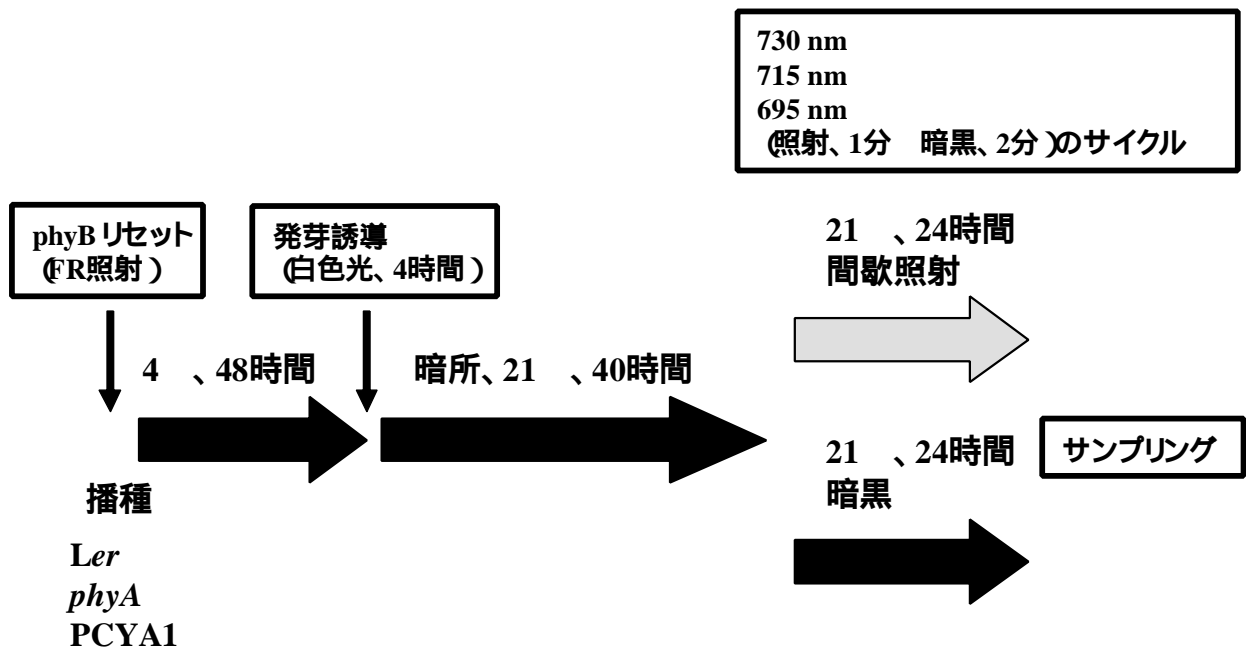 730 nm
715 nm
695 nm
(照射、1分　暗黒、2分)のサイクル
phyB リセット
(FR照射)
発芽誘導
(白色光、4時間)
21　、24時間
間歇照射
4　、48時間
暗所、21　、40時間
21　、24時間
暗黒
サンプリング
播種
Ler
phyA
PCYA1